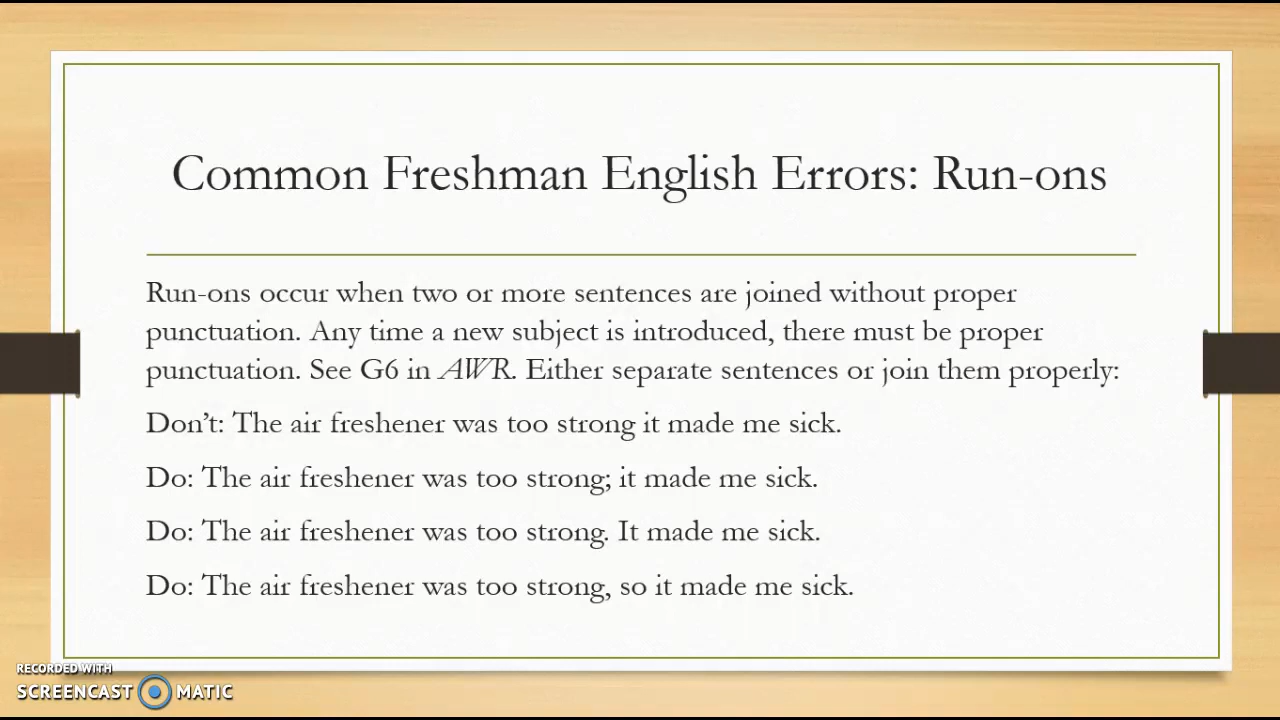 Common Freshman English Errors: Run-ons
Run-ons occur when two or more sentences are joined without proper
punctuation. Any time a new subject is introduced, there must be proper
punctuation. See G6 in AWR. Either separate sentences or join them properly:
Don’t: The air freshener was too strong it made me sick.
Do: The air freshener was too strong; it made me sick.
Do: The air freshener was too strong. It made me sick.
Do: The air freshener was too strong, so it made me sick.
RECORDED WITH
SCREENCAST MATIC